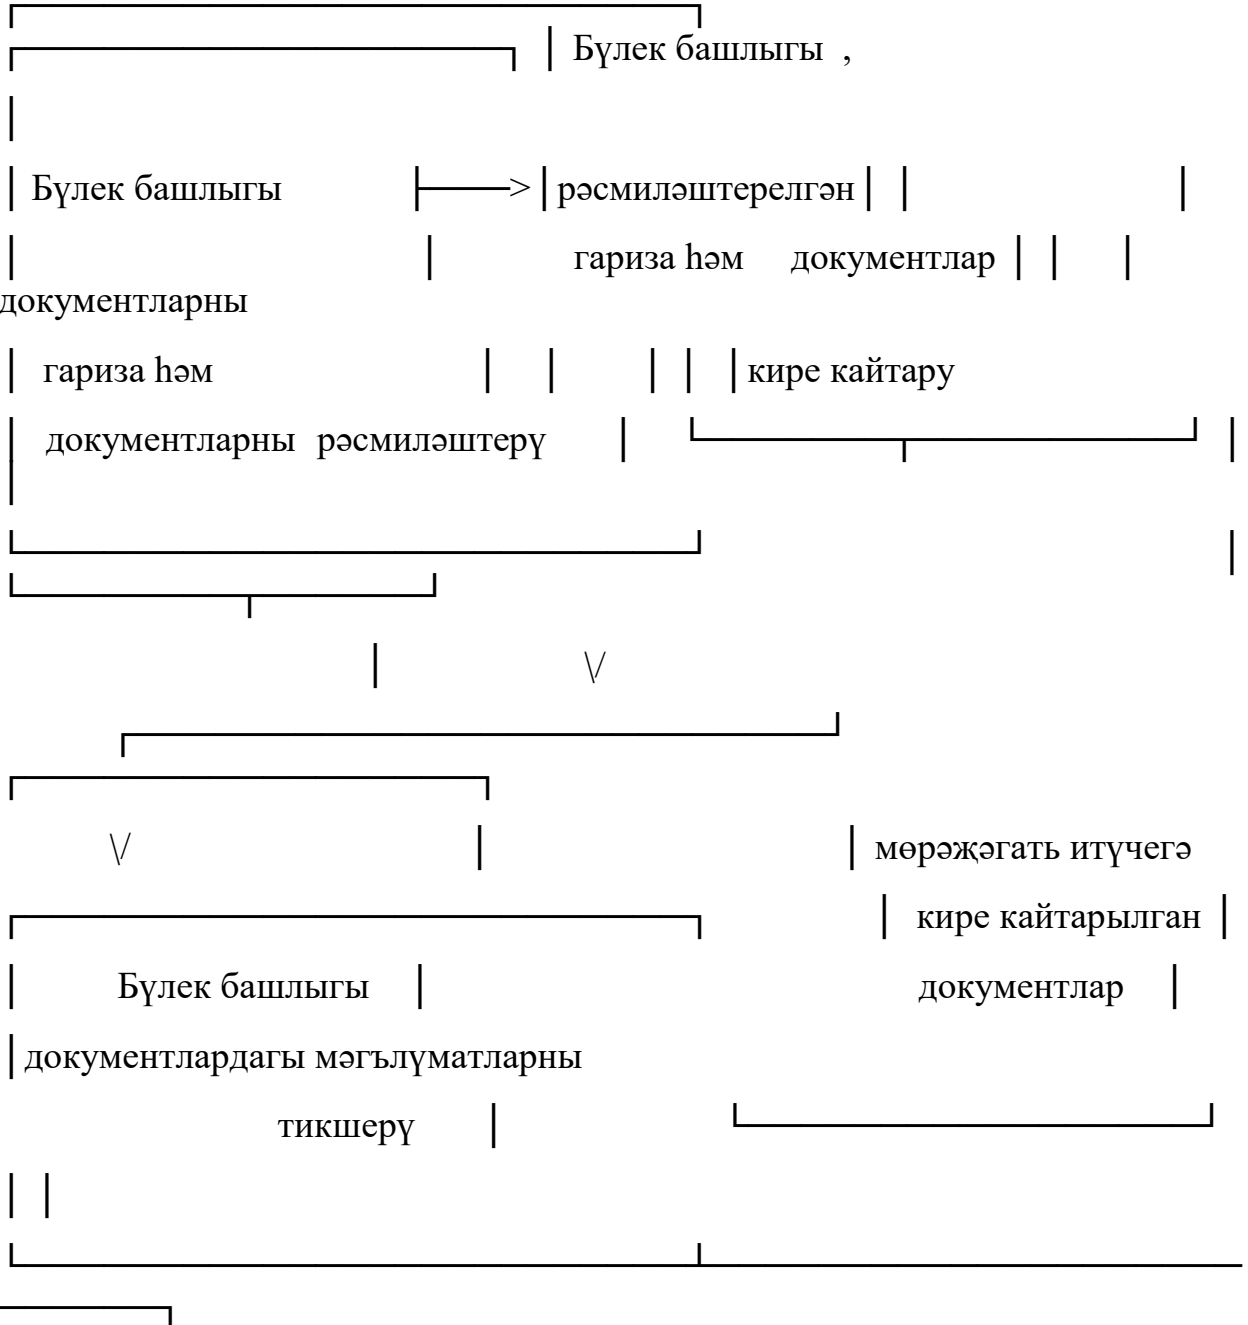 Бүлек башлыгы ,
Бүлек башлыгы > рәсмиләштерелгән
гариза һәм документлар
документларны
гариза һәм кире кайтару
документларны рәсмиләштерү
\/
\/ мөрәҗәгать итүчегә
кире кайтарылган
Бүлек башлыгы документлар
документлардагы мәгълүматларны
тикшерү